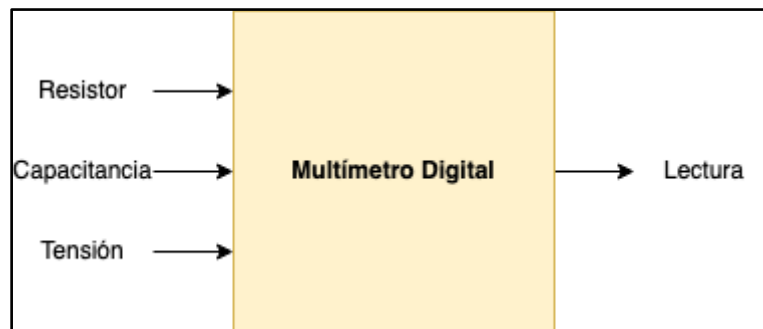 Resistor
Capacitancia
Multímetro Digital
Lectura
Tensión